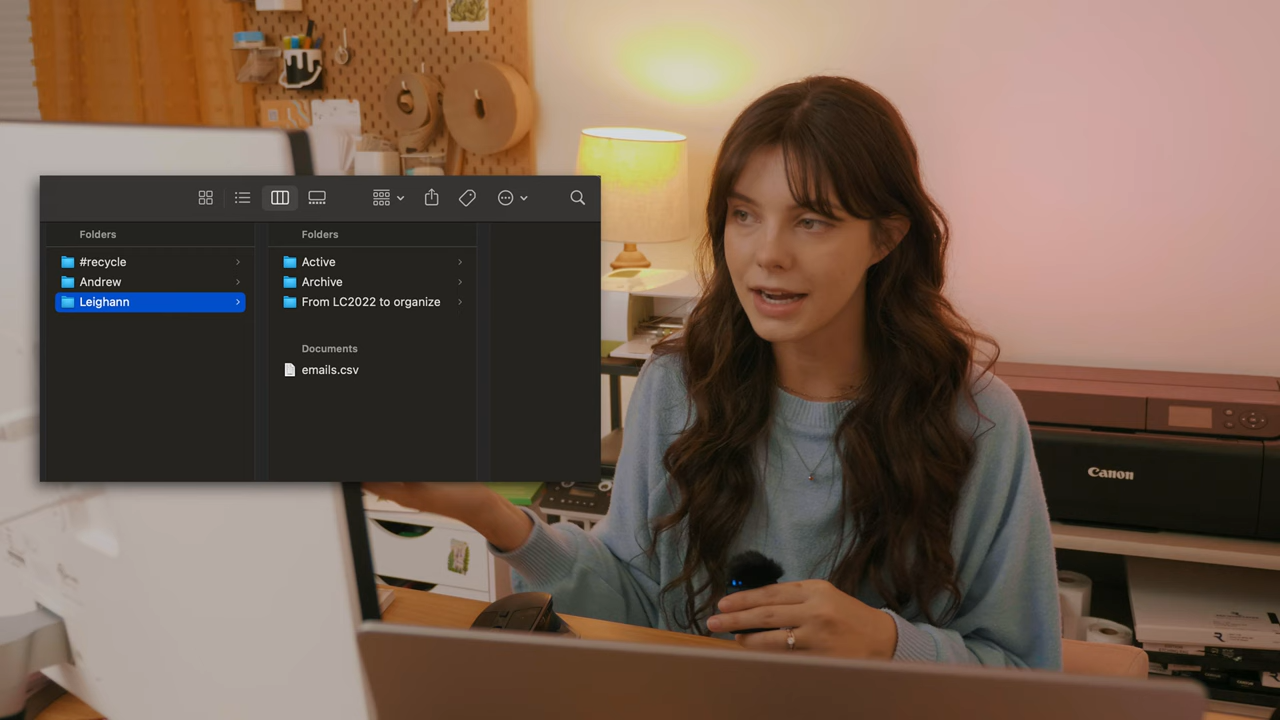 Folders
#recycle
Andrew
Leighann
Folders
Active
Archive
From LC2022 to organize
Documents
emails.csv
Canon